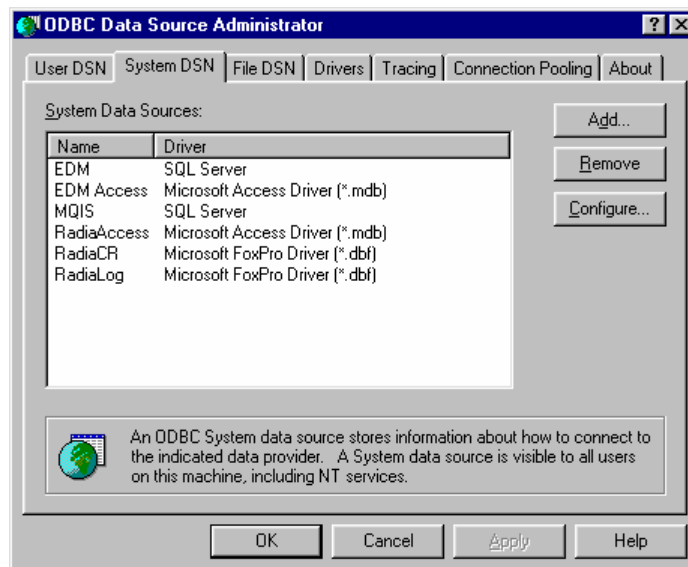 ODBC Data Source Administrator
User DSN System DSN File DSN Drivers Tracing Connection Pooling About
System Data Sources:
Add...
Name Driver
EDM SQL Server
EDM Access Microsoft Access Driver (*.mdb)
Remove
MQIS SQL Server
Configure...
RadiaAccess Microsoft Access Driver (*.mdb)
RadiaCR Microsoft FoxPro Driver (*.dbf)
RadiaLog Microsoft FoxPro Driver (*.dbf)
An ODBC System data source stores information about how to connect to
the indicated data provider. A System data source is visible to all users
on this machine, including NT services.
OK Cancel Apply Help